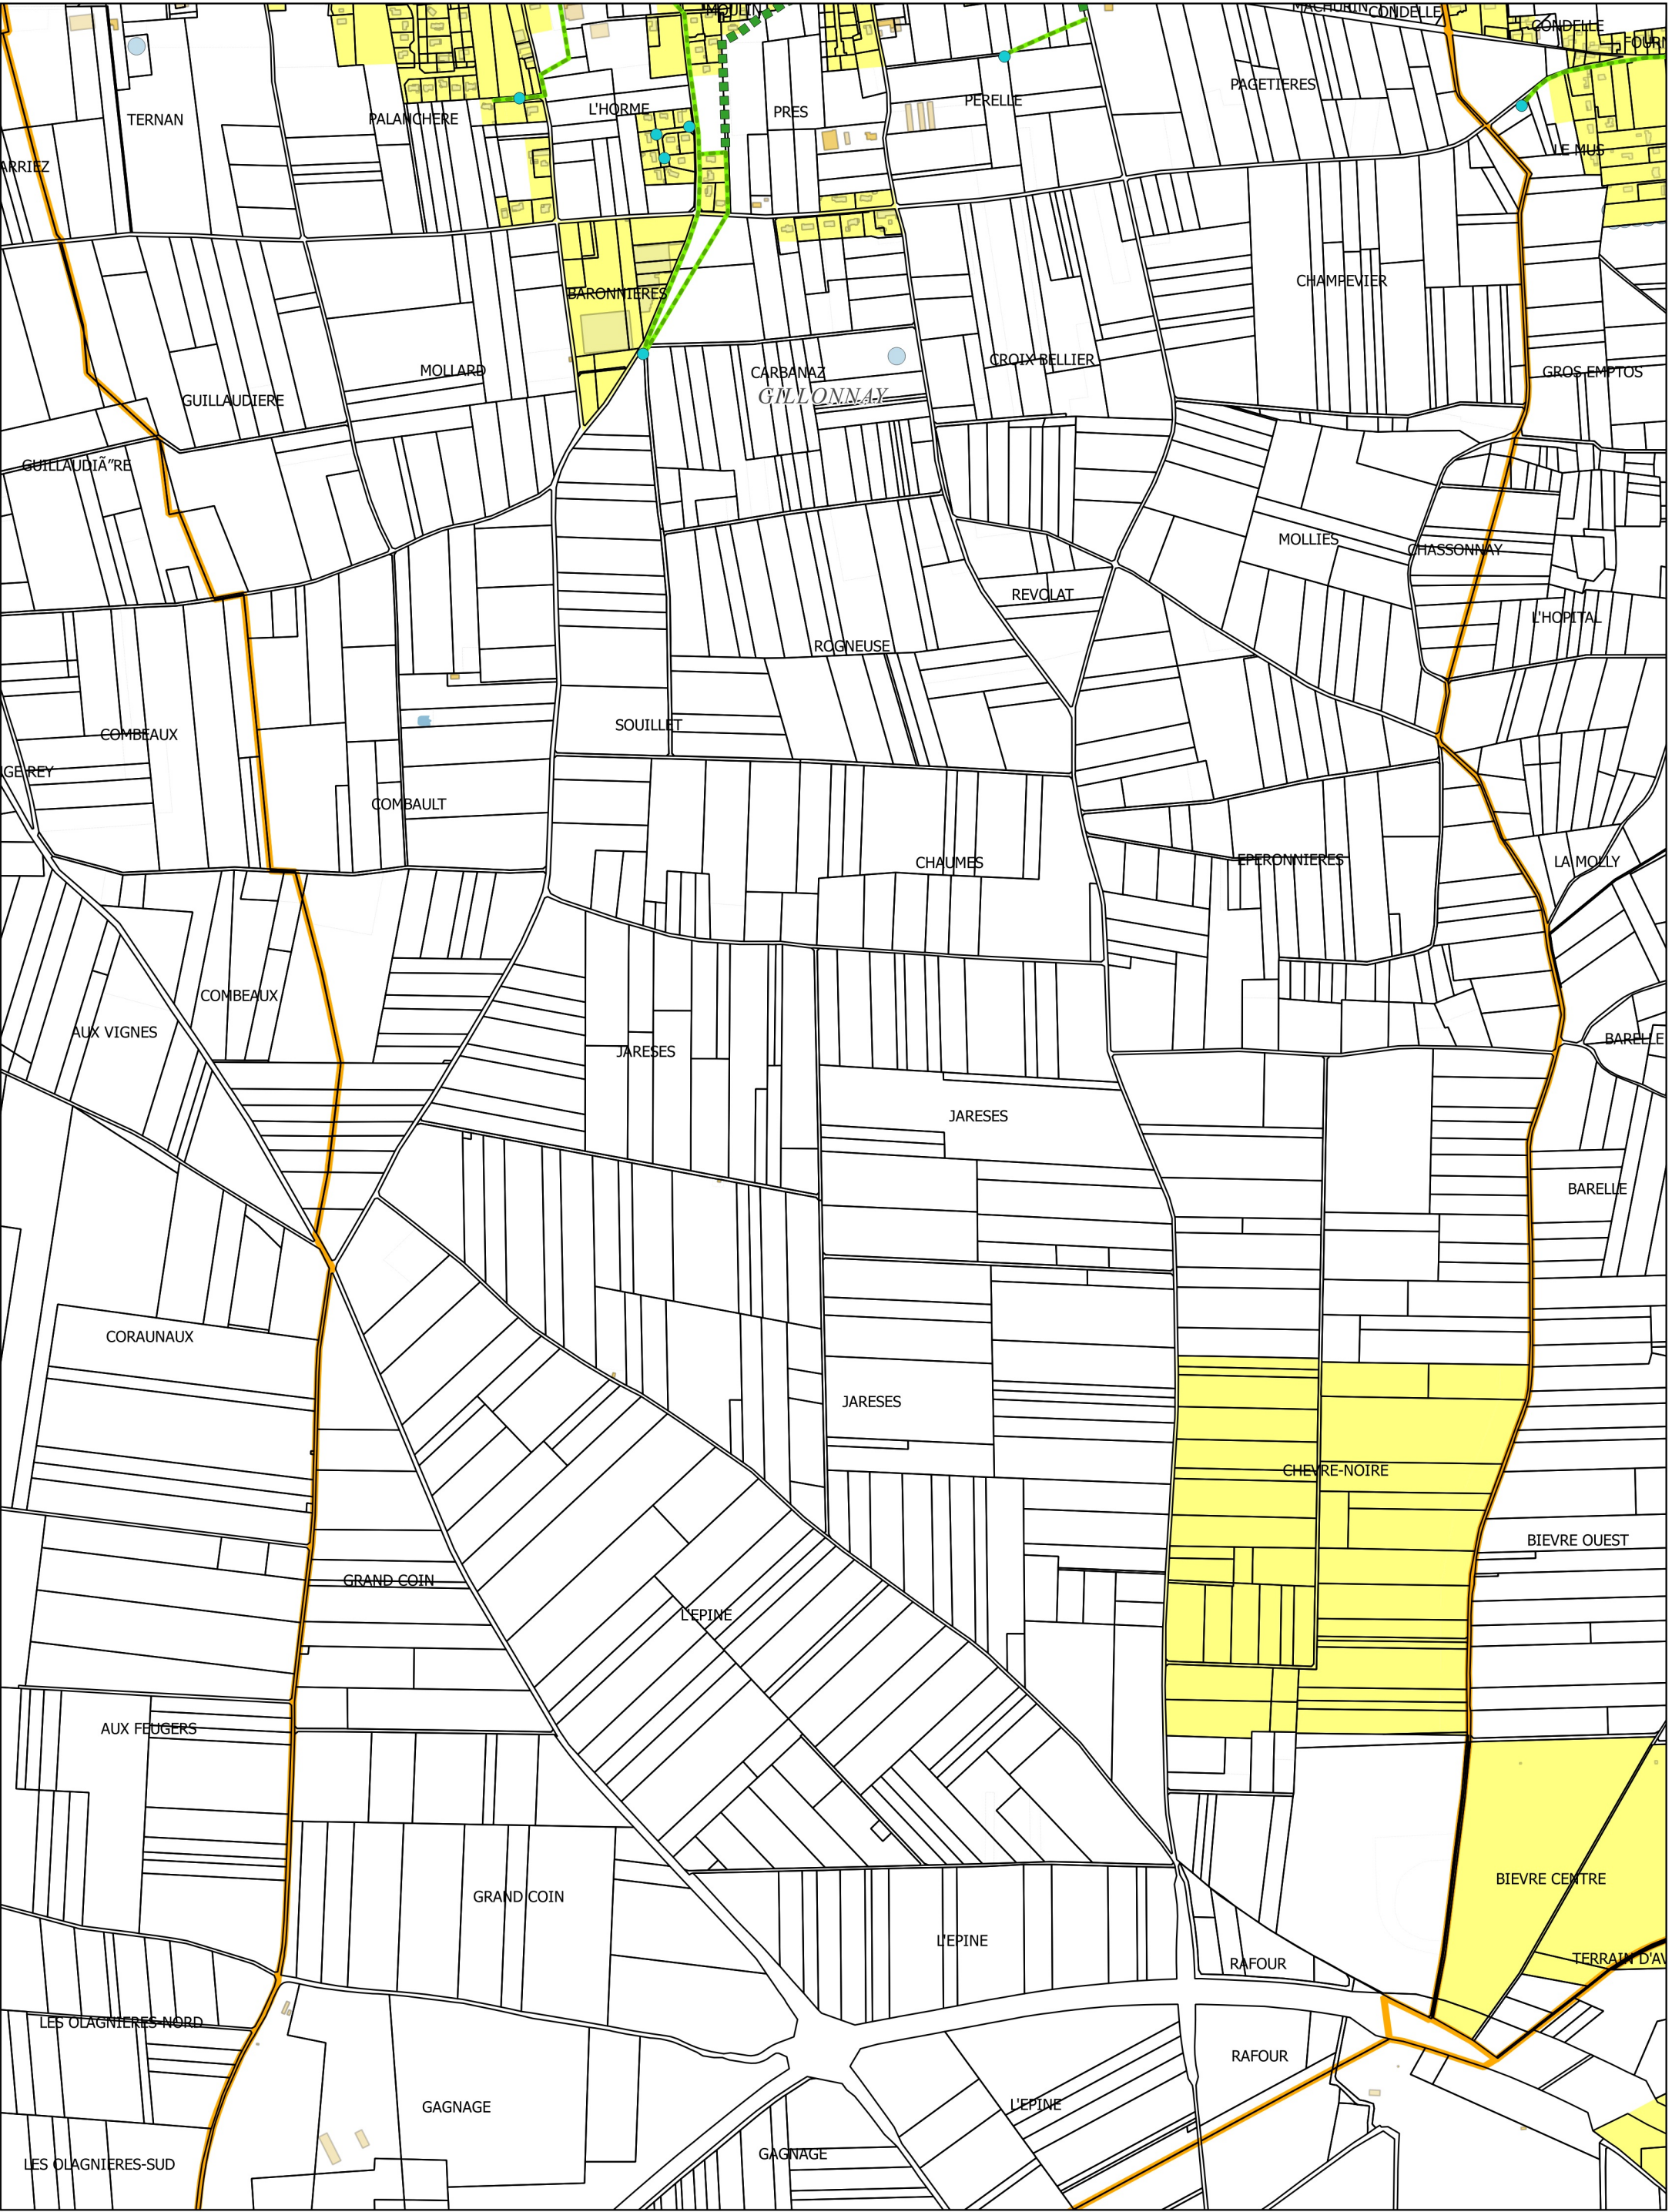 MOULIN
MACHURIN
CONDELLE
CONDELLE
TERNAN
PALANCHERE
L'HORME
PRES
PERELLE
PAGETIERES
LE MUS
CHAMPEVIER
BARONNIERES
MOLLARD
GUILLAUDIERE
CARBANAZ
GILLONNAY
CROIX-BELLIER
GROS EMPTOS
GUILLAUDIÃ"RE
MOLLIES
CHASSONNAY
REVOLAT
L'HOPITAL
ROGNEUSE
SOUILLET
COMBEAUX
GE REY
COMBAULT
CHAUMES
EPERONNIERES
LA MOLLY
COMBEAUX
AUX VIGNES
JARESES
BARELLE
JARESES
BARELLE
CORAUNAUX
JARESES
CHEVRE-NOIRE
BIEVRE OUEST
GRAND COIN
L'EPINE
AUX FEUGERS
BIEVRE CENTRE
GRAND COIN
L'EPINE
RAFOUR
TERRAIN D'AV
LES OLAGNIERES-NORD
RAFOUR
GAGNAGE
L'EPINE
GAGNAGE
LES OLAGNIERES-SUD